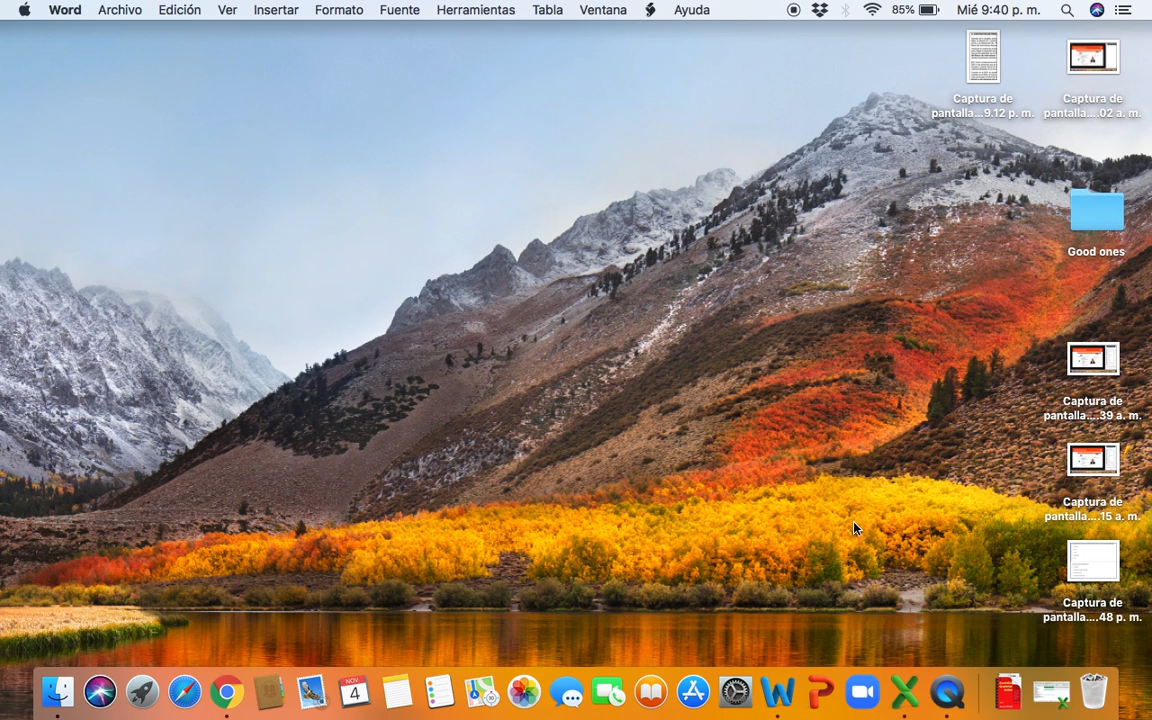 Word Archivo Edición Ver Insertar Formato Fuente Herramientas Tabla Ventana Ayuda 85% Mié 9:40 p. m.
Captura de
pantalla...9.12 p. m.
Captura de
pantalla....02 a. m.
Good ones
Captura de
pantalla....39 a. m.
Captura de
pantalla....15 a. m.
Captura de
pantalla....48 p. m.
NOV
4